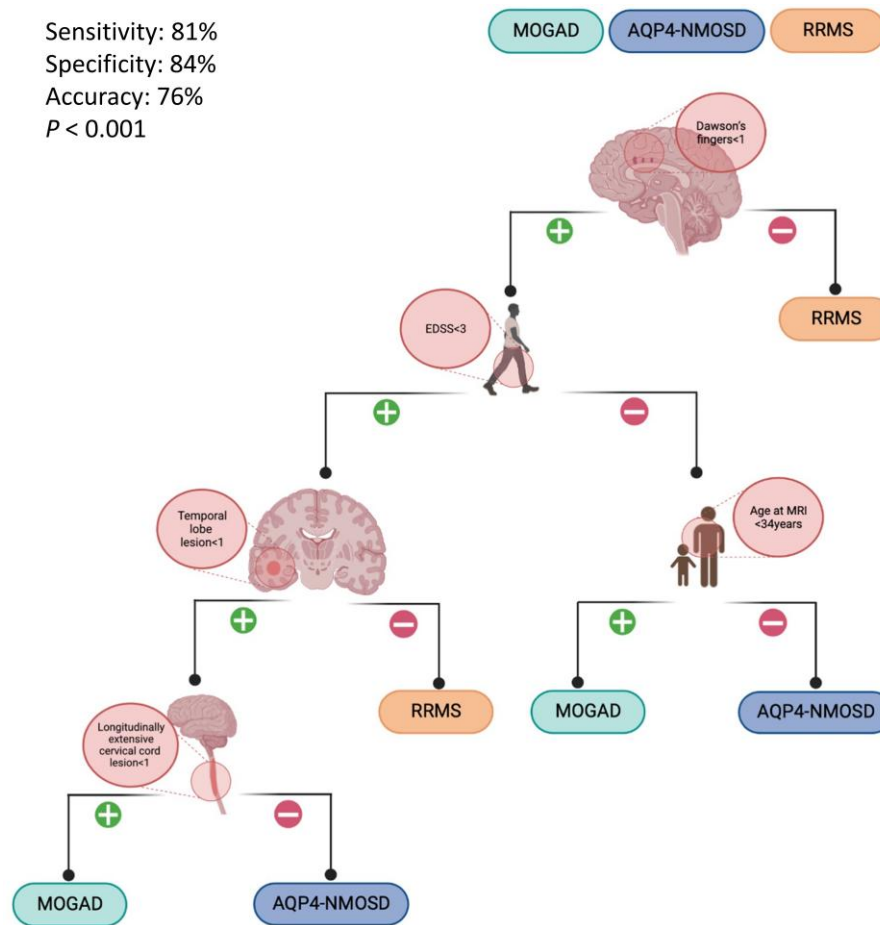 Sensitivity: 81%
Specificity: 84%
Accuracy: 76%
P < 0.001
MOGAD
AQP4-NMOSD
RRMS
Dawson's
fingers<1
RRMS
EDSS<3
Temporal
lobe
lesion<1
Age at MRI
<34years
RRMS
MOGAD
AQP4-NMOSD
Longitudinally
extensive
cervical cord
lesion<1
MOGAD
AQP4-NMOSD